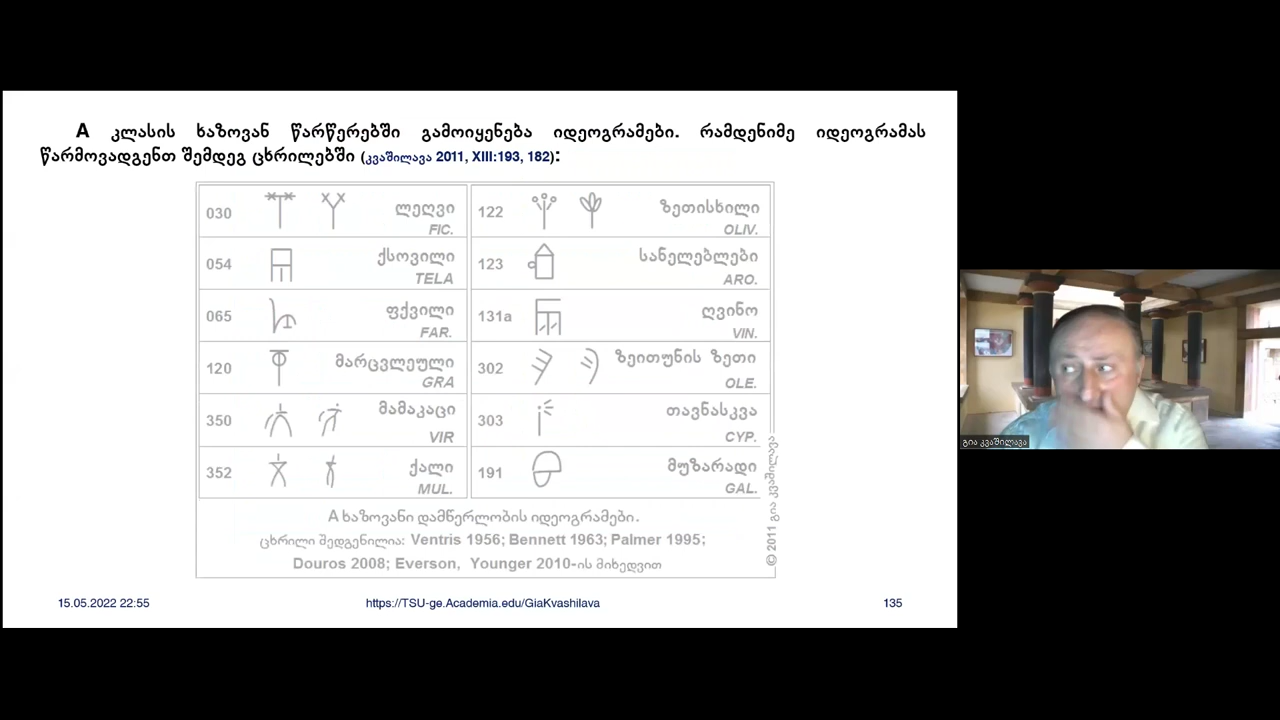 A კლასის ხაზოვან წარწერებში გამოიყენება იდეოგრამები. რამდენიმე იდეოგრამას
წარმოვადგენთ შემდეგ ცხრილებში (კვაშილავა 2011, XIII:193, 182):
030 ლეღვი
FIC.
054 ქსოვილი
TELA
065 ფქვილი
FAR.
120 მარცვლეული
GRA
350 მამაკაცი
VIR
352 ქალი
MUL.
122 ზეთისხილი
OLIV.
123 სანელებლები
ARO.
131a ღვინო
VIN.
302 ზეითუნის ზეთი
OLE.
303 თავნასკვა
CYP.
191 მუზარადი
GAL.
A ხაზოვანი დამწერლობის იდეოგრამები.
ცხრილი შედგენილია: Ventris 1956; Bennett 1963; Palmer 1995;
Douros 2008; Everson, Younger 2010-ის მიხედვით
© 2011 გია კვაშილავა
15.05.2022 22:55
https://TSU-ge.Academia.edu/GiaKvashilava
135
გია კვაშილავა